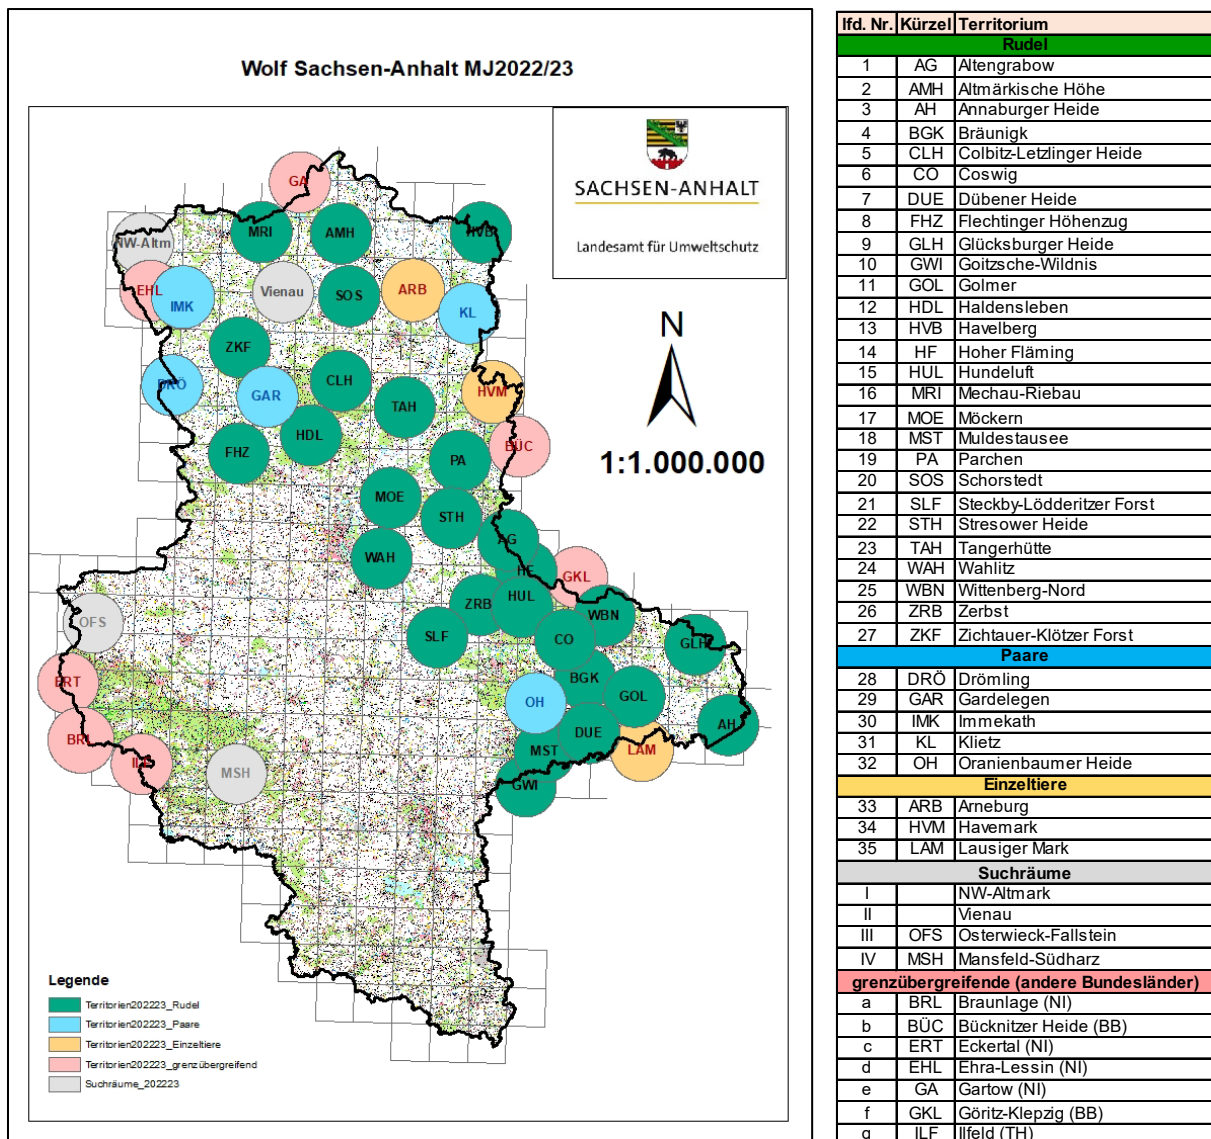 Wolf Sachsen-Anhalt MJ2022/23
SACHSEN-ANHALT
Landesamt für Umweltschutz
N
1:1.000.000
GA
MRI
AMH
HVB
NW-Altm
EHL
IMK
Vienau
SOS
ARB
KL
ZKF
DRÖ
GAR
CLH
TAH
HVM
HDL
FHZ
PA
BÜC
MOE
STH
AG
WAH
HF
GKL
ZRB
HUL
WBN
OFS
SLF
CO
GLH
ERT
BGK
OH
GOL
AH
BRL
DUE
MST
LAM
ILF
MSH
GWI
Legende
Territorien202223_Rudel
Territorien202223_Paare
Territorien202223_Einzeltiere
Territorien202223_grenzübergreifend
Suchräume_202223
lfd. Nr. Kürzel Territorium
Rudel
1 AG Altengrabow
2 AMH Altmärkische Höhe
3 AH Annaburger Heide
4 BGK Bräunigk
5 CLH Colbitz-Letzlinger Heide
6 CO Coswig
7 DUE Dübener Heide
8 FHZ Flechtinger Höhenzug
9 GLH Glücksburger Heide
10 GWI Goitzsche-Wildnis
11 GOL Golmer
12 HDL Haldensleben
13 HVB Havelberg
14 HF Hoher Fläming
15 HUL Hundeluft
16 MRI Mechau-Riebau
17 MOE Möckern
18 MST Muldestausee
19 PA Parchen
20 SOS Schorstedt
21 SLF Steckby-Lödderitzer Forst
22 STH Stresower Heide
23 TAH Tangerhütte
24 WAH Wahlitz
25 WBN Wittenberg-Nord
26 ZRB Zerbst
27 ZKF Zichtauer-Klötzer Forst
Paare
28 DRÖ Drömling
29 GAR Gardelegen
30 IMK Immekath
31 KL Klietz
32 OH Oranienbaumer Heide
Einzeltiere
33 ARB Arneburg
34 HVM Havemark
35 LAM Lausiger Mark
Suchräume
I NW-Altmark
II Vienau
III OFS Osterwieck-Fallstein
IV MSH Mansfeld-Südharz
grenzübergreifende (andere Bundesländer)
a BRL Braunlage (NI)
b BÜC Bücknitzer Heide (BB)
c ERT Eckertal (NI)
d EHL Ehra-Lessin (NI)
e GA Gartow (NI)
f GKL Göritz-Klepzig (BB)
g ILF Ilfeld (TH)